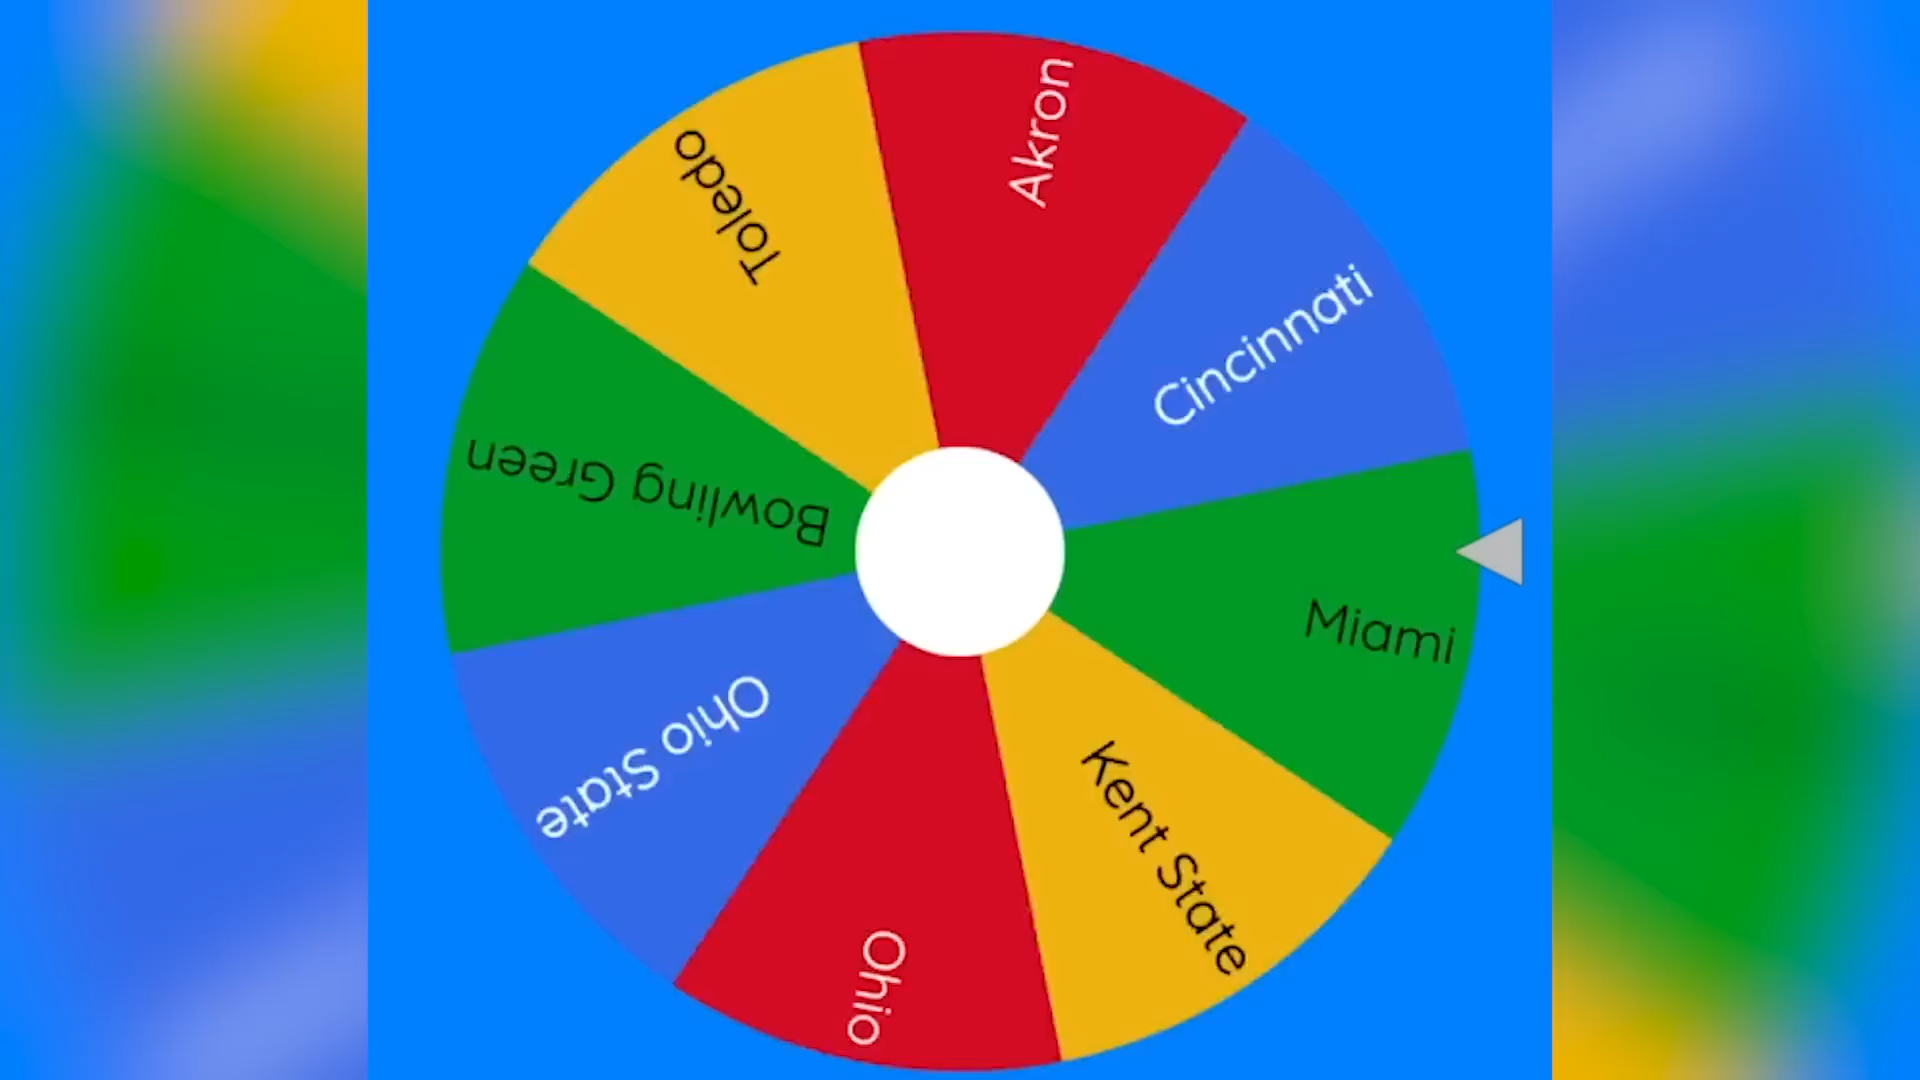 Akron
Cincinnati
Miami
Kent State
Ohio
Ohio State
Bowling Green
Toledo